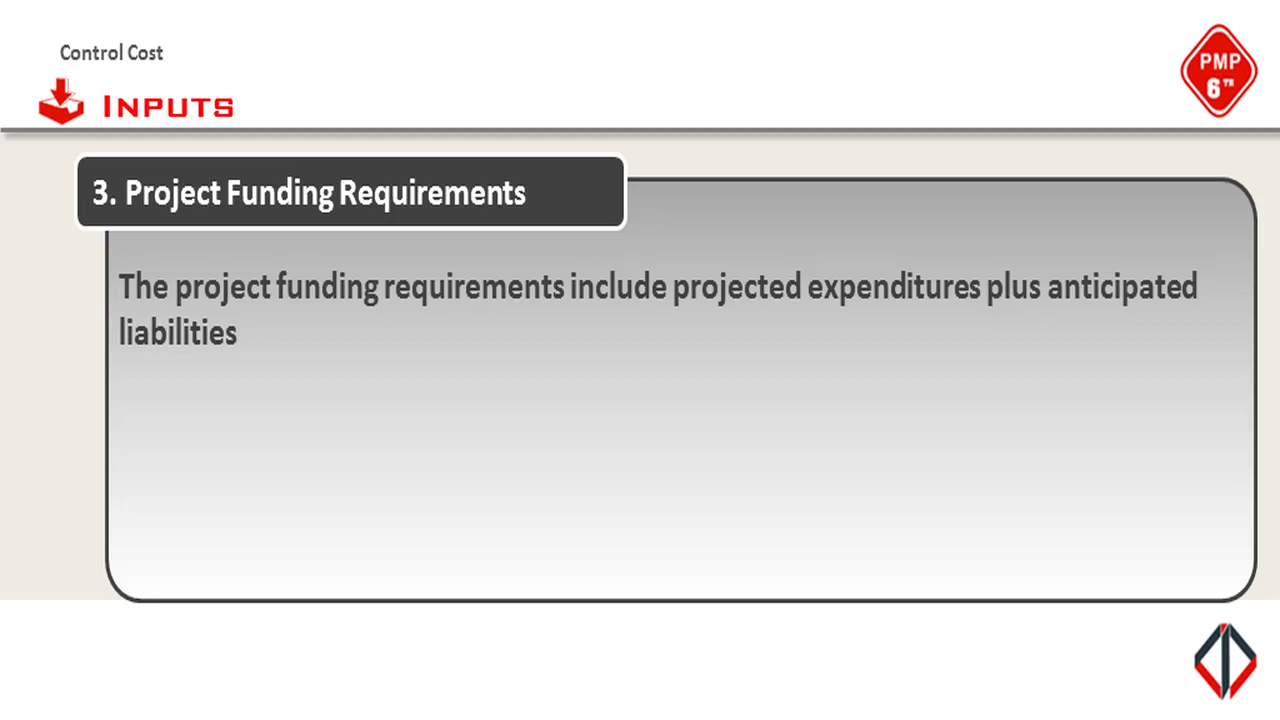 Control Cost
INPUTS
PMP
6TH
3. Project Funding Requirements
The project funding requirements include projected expenditures plus anticipated
liabilities